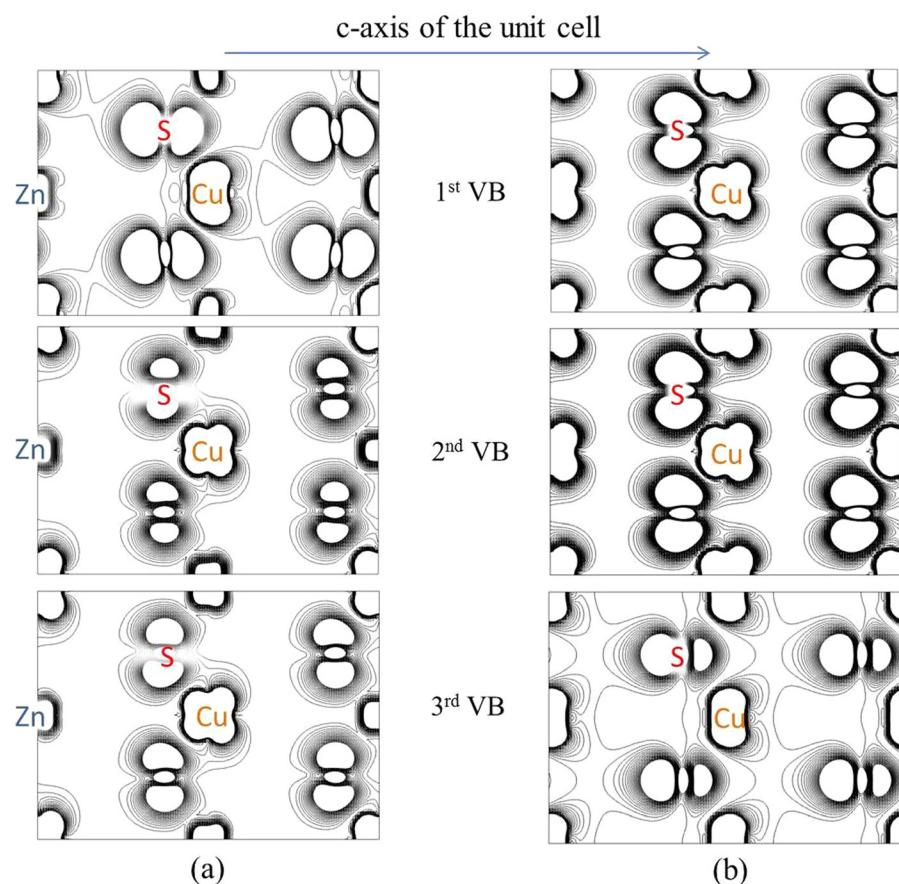 c-axis of the unit cell
S
S
Zn
Cu
1st VB
Cu
S
S
Zn
Cu
2nd VB
Cu
S
S
Zn
Cu
3rd VB
Cu
(a)
(b)